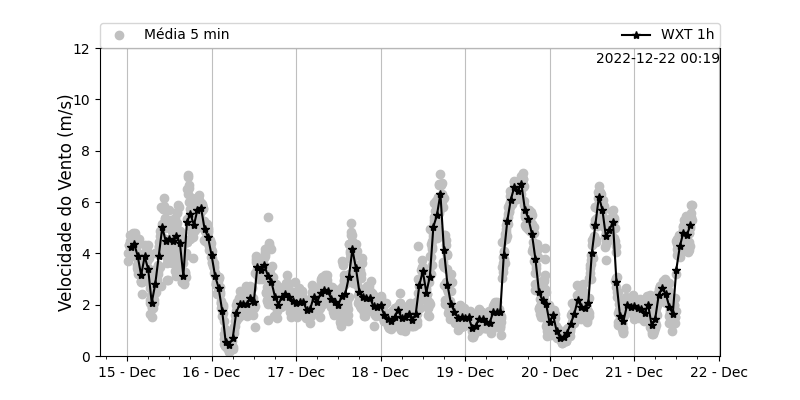 Média 5 min
WXT 1h
2022-12-22 00:19
Velocidade do Vento (m/s)
12
10
8
6
4
2
0
15 - Dec
16 - Dec
17 - Dec
18 - Dec
19 - Dec
20 - Dec
21 - Dec
22 - Dec